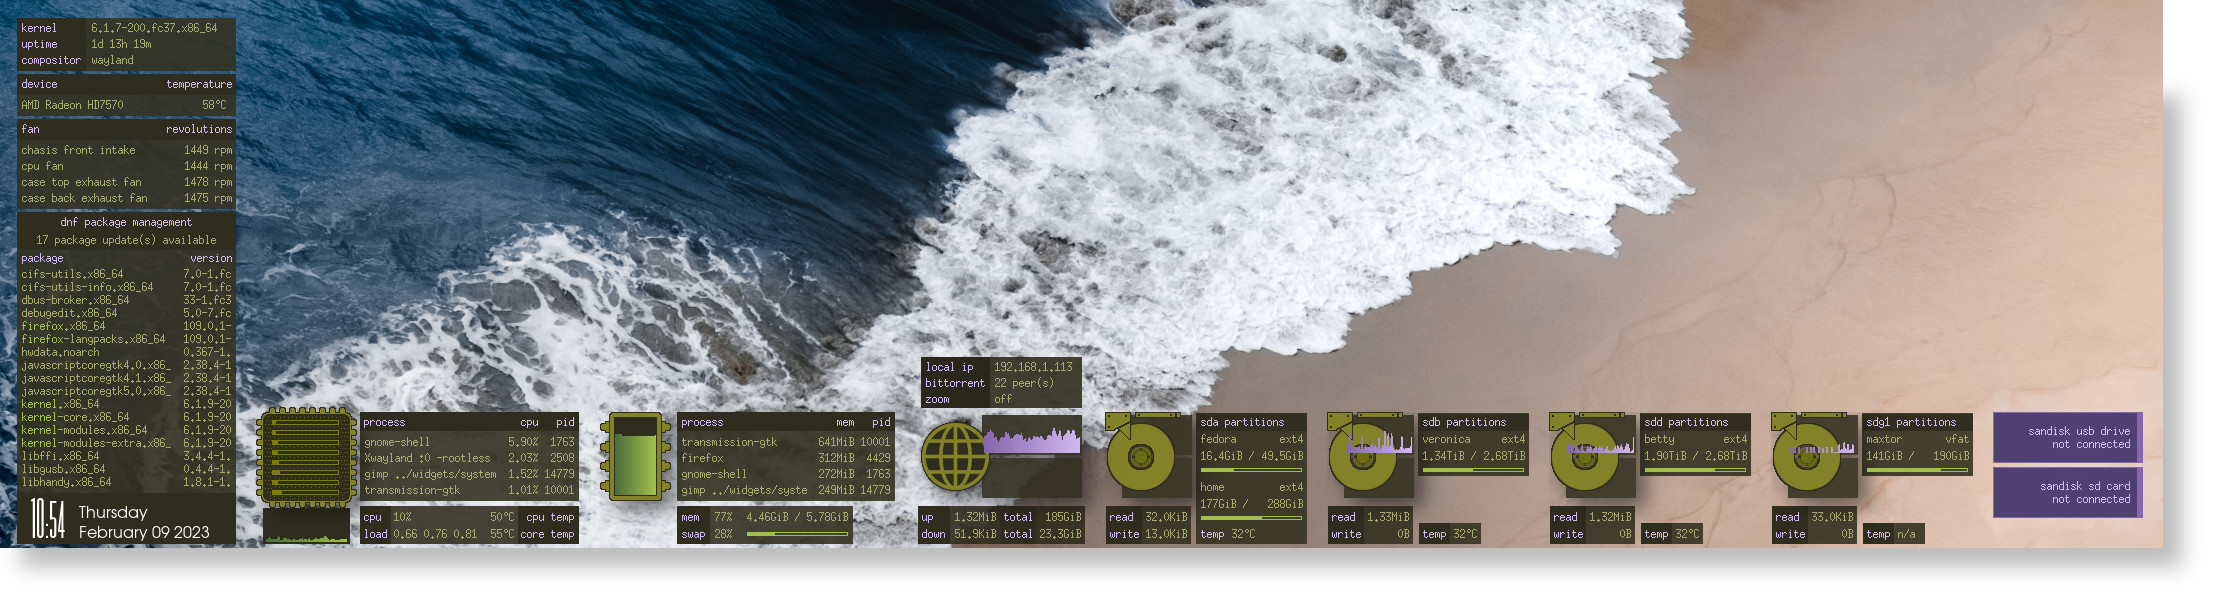 kernel 6.1.7-200.fc37.x86_64
uptime 1d 13h 19m
compositor wayland
device temperature
AMD Radeon HD7570 58°C
fan revolutions
chasis front intake 1449 rpm
cpu fan 1444 rpm
case top exhaust fan 1478 rpm
case back exhaust fan 1475 rpm
dnf package management
17 package update(s) available
package version
cifs-utils.x86_64 7.0-1.fc
cifs-utils-info.x86_64 7.0-1.fc
dbus-broker.x86_64 33-1.fc3
debugedit.x86_64 5.0-7.fc
firefox.x86_64 109.0.1-
firefox-langpacks.x86_64 109.0.1-
hwdata.noarch 0.367-1.
javascriptcoregtk4.0.x86_ 2.38.4-1
javascriptcoregtk4.1.x86_ 2.38.4-1
javascriptcoregtk5.0.x86_ 2.38.4-1
kernel.x86_64 6.1.9-20
kernel-core.x86_64 6.1.9-20
kernel-modules.x86_64 6.1.9-20
kernel-modules-extra.x86_ 6.1.9-20
libffi.x86_64 3.4.4-1.
libgusb.x86_64 0.4.4-1.
libhandy.x86_64 1.8.1-1.
10:54 Thursday
February 09 2023
process cpu pid
gnome-shell 5.90% 1763
Xwayland :0 -rootless 2.03% 2508
gimp ../widgets/system 1.52% 14779
transmission-gtk 1.01% 10001
cpu 10% 50°C cpu temp
load 0.66 0.76 0.81 55°C core temp
process mem pid
transmission-gtk 641MiB 10001
firefox 312MiB 4429
gnome-shell 272MiB 1763
gimp ../widgets/syste 249MiB 14779
mem 77% 4.46GiB / 5.78GiB
swap 28%
local ip 192.168.1.113
bittorrent 22 peer(s)
zoom off
up 1.32MiB total 185GiB
down 51.9KiB total 23.3GiB
sda partitions
fedora ext4
16.4GiB / 49.5GiB
home ext4
177GiB / 288GiB
read 32.0KiB
write 13.0KiB
temp 32°C
sdb partitions
veronica ext4
1.34TiB / 2.68TiB
read 1.33MiB
write 0B
temp 32°C
sdd partitions
betty ext4
1.90TiB / 2.68TiB
read 1.32MiB
write 0B
temp 32°C
sdg1 partitions
maxtor vfat
141GiB / 190GiB
read 33.0KiB
write 0B
temp n/a
sandisk usb drive
not connected
sandisk sd card
not connected